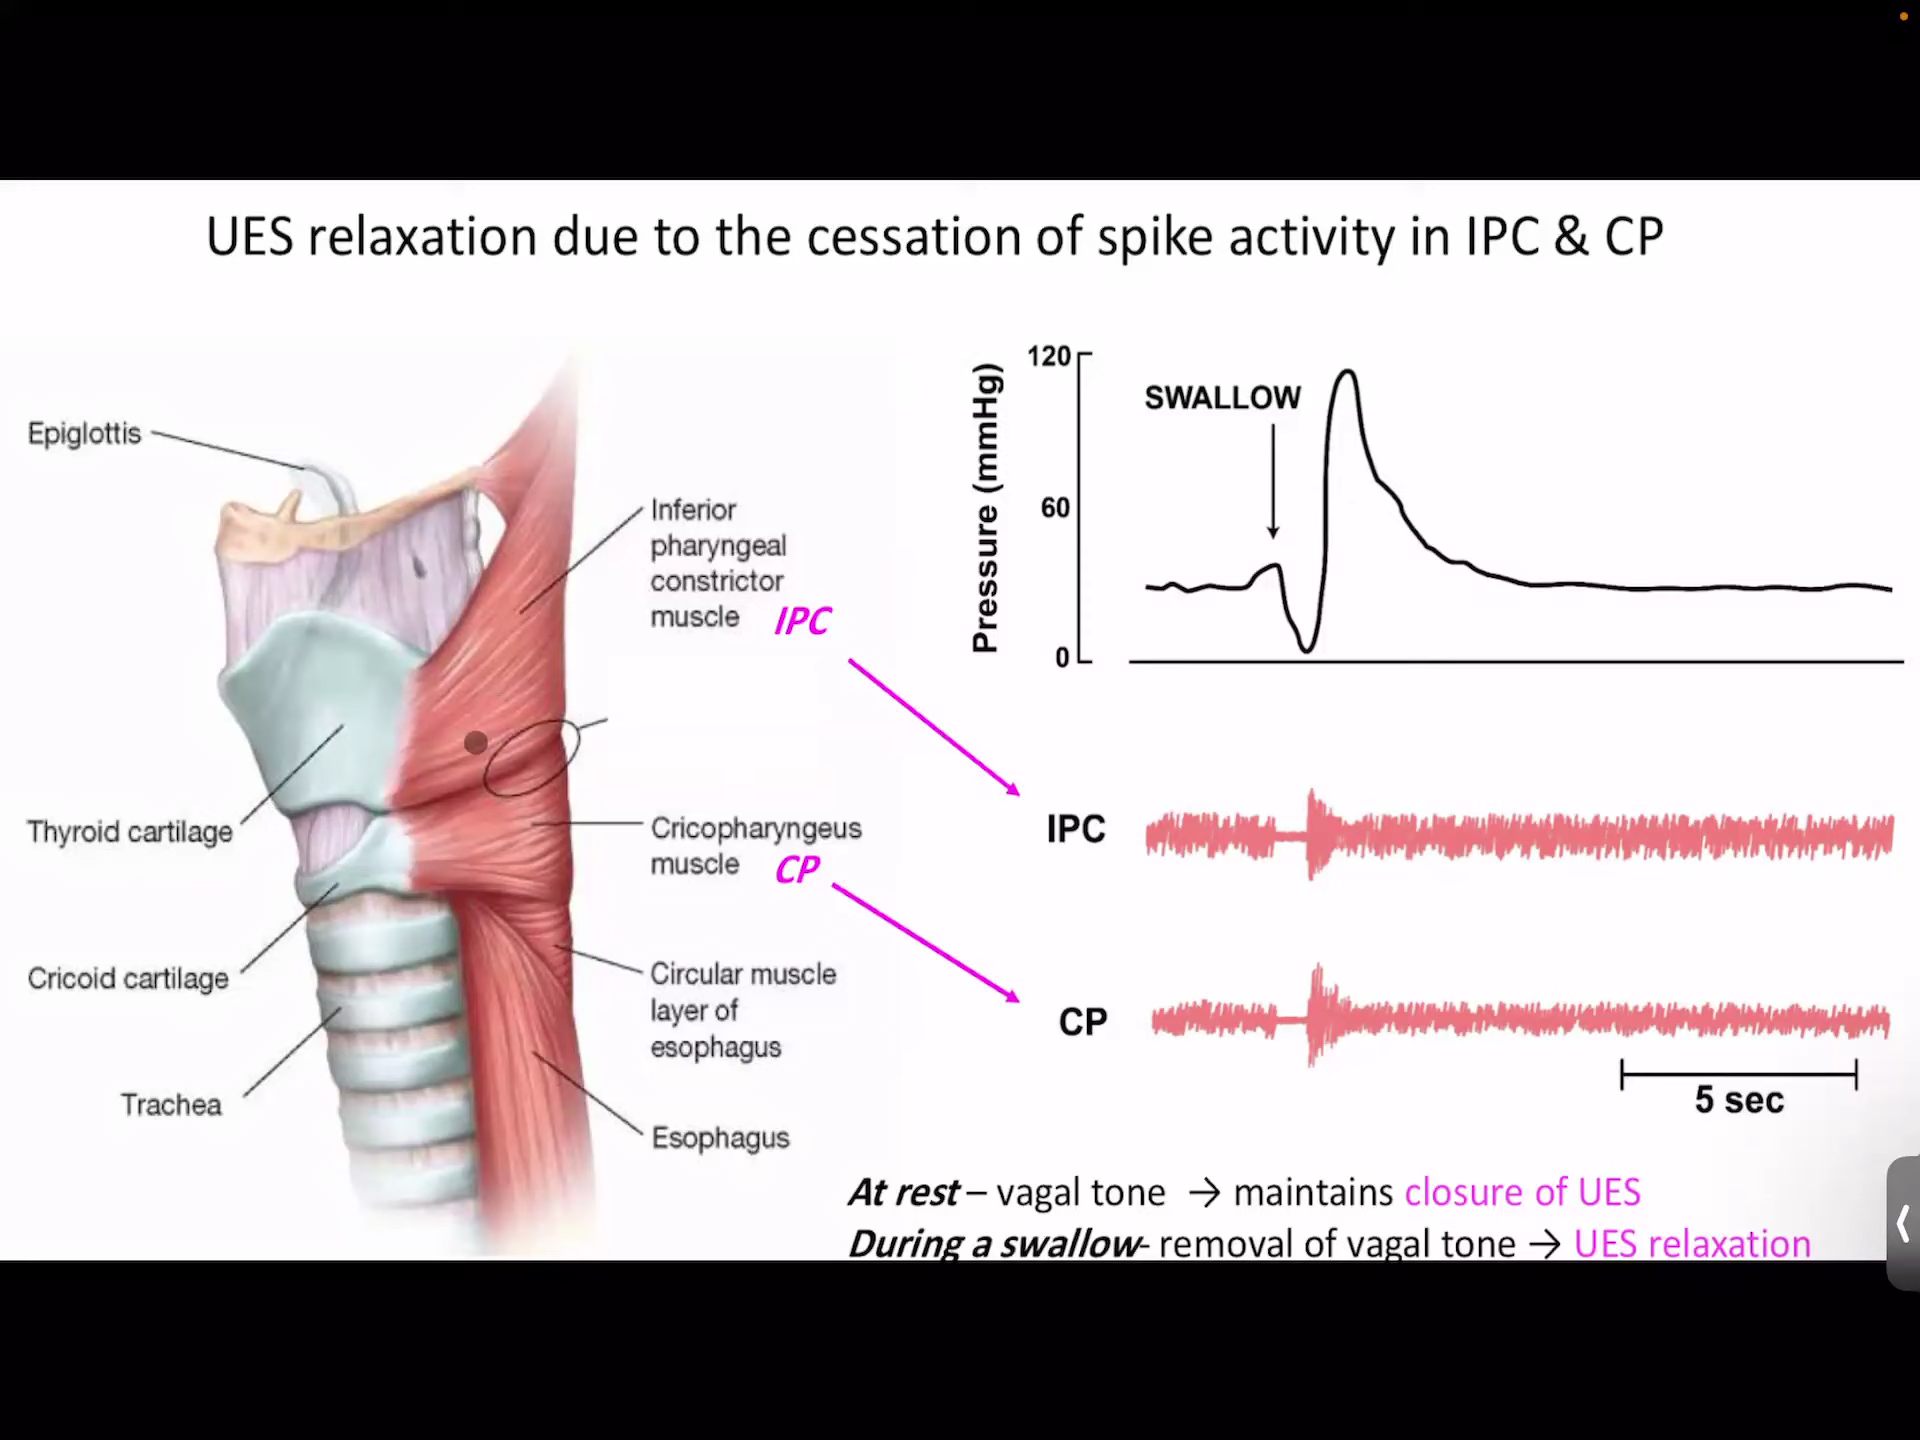 UES relaxation due to the cessation of spike activity in IPC & CP
Epiglottis
Thyroid cartilage
Cricoid cartilage
Trachea
Inferior
pharyngeal
constrictor
muscle IPC
Cricopharyngeus
muscle CP
Circular muscle
layer of
esophagus
Esophagus
Pressure (mmHg)
120
60
0
SWALLOW
IPC
CP
5 sec
At rest – vagal tone → maintains closure of UES
During a swallow- removal of vagal tone → UES relaxation